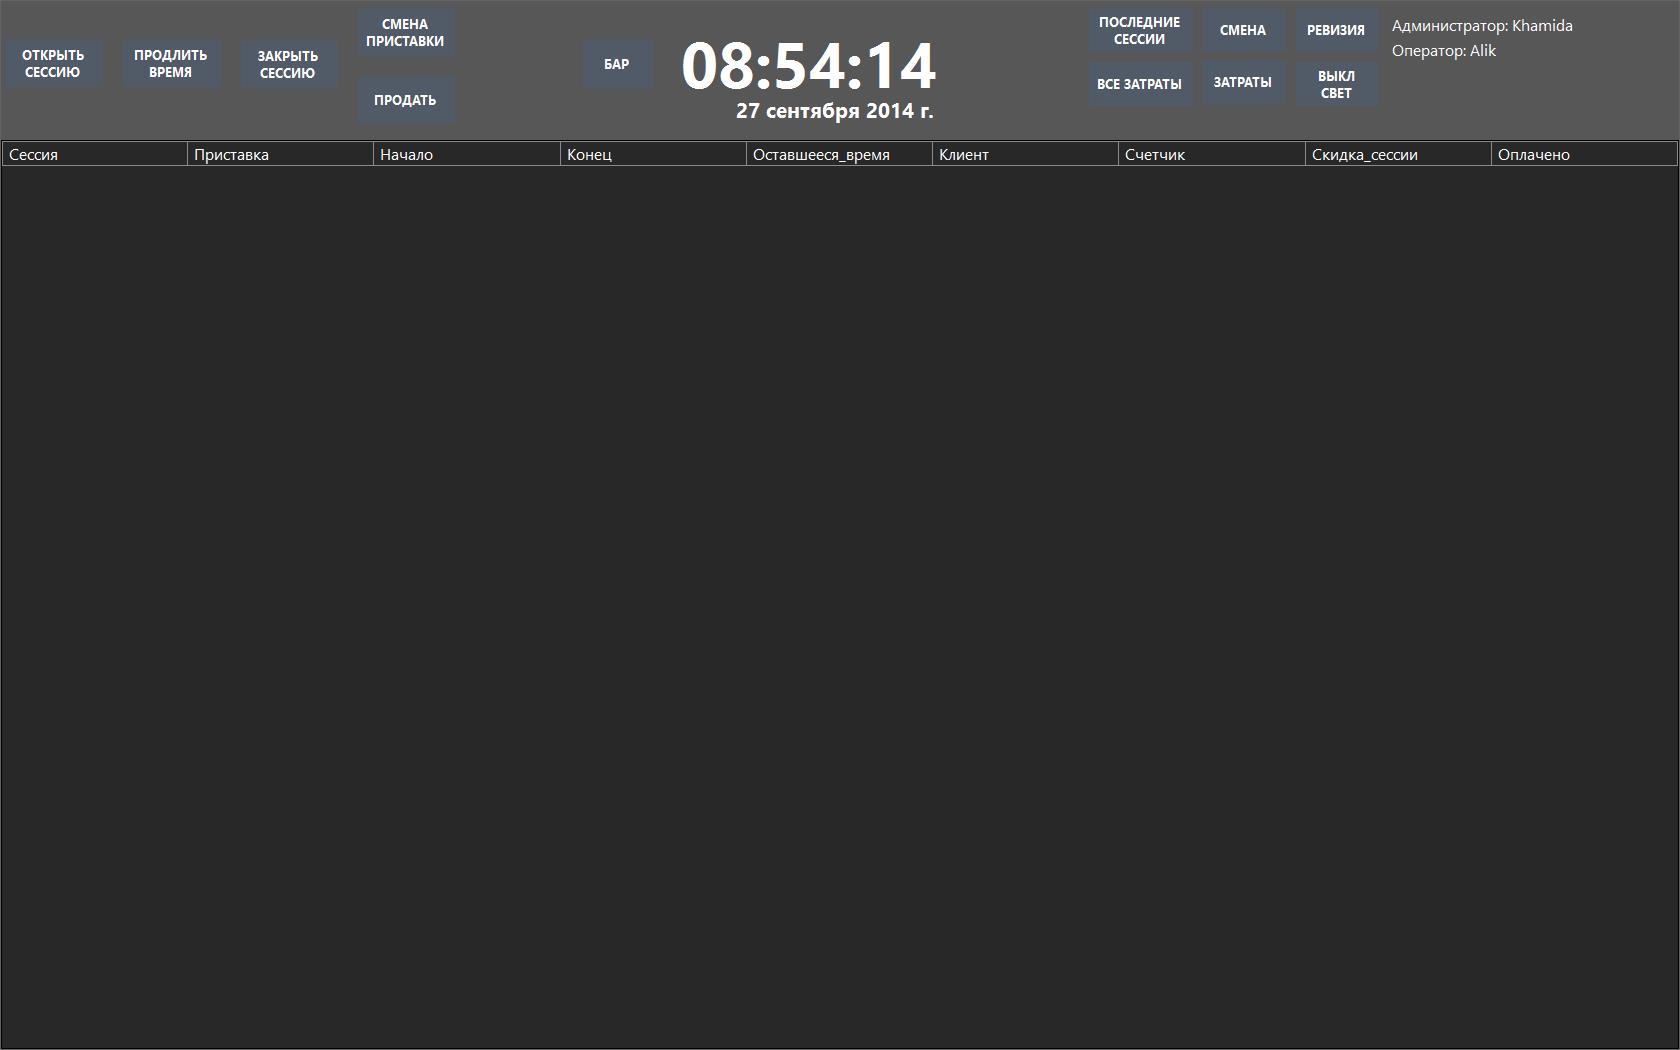 ОТКРЫТЬ
СЕССИЮ
ПРОДЛИТЬ
ВРЕМЯ
ЗАКРЫТЬ
СЕССИЮ
СМЕНА
ПРИСТАВКИ
ПРОДАТЬ
БАР
08:54:14
27 сентября 2014 г.
ПОСЛЕДНИЕ
СЕССИИ
СМЕНА
РЕВИЗИЯ
ВСЕ ЗАТРАТЫ
ЗАТРАТЫ
ВЫКЛ
СВЕТ
Администратор: Khamida
Оператор: Alik
Сессия Приставка Начало Конец Оставшееся_время Клиент Счетчик Скидка_сессии Оплачено